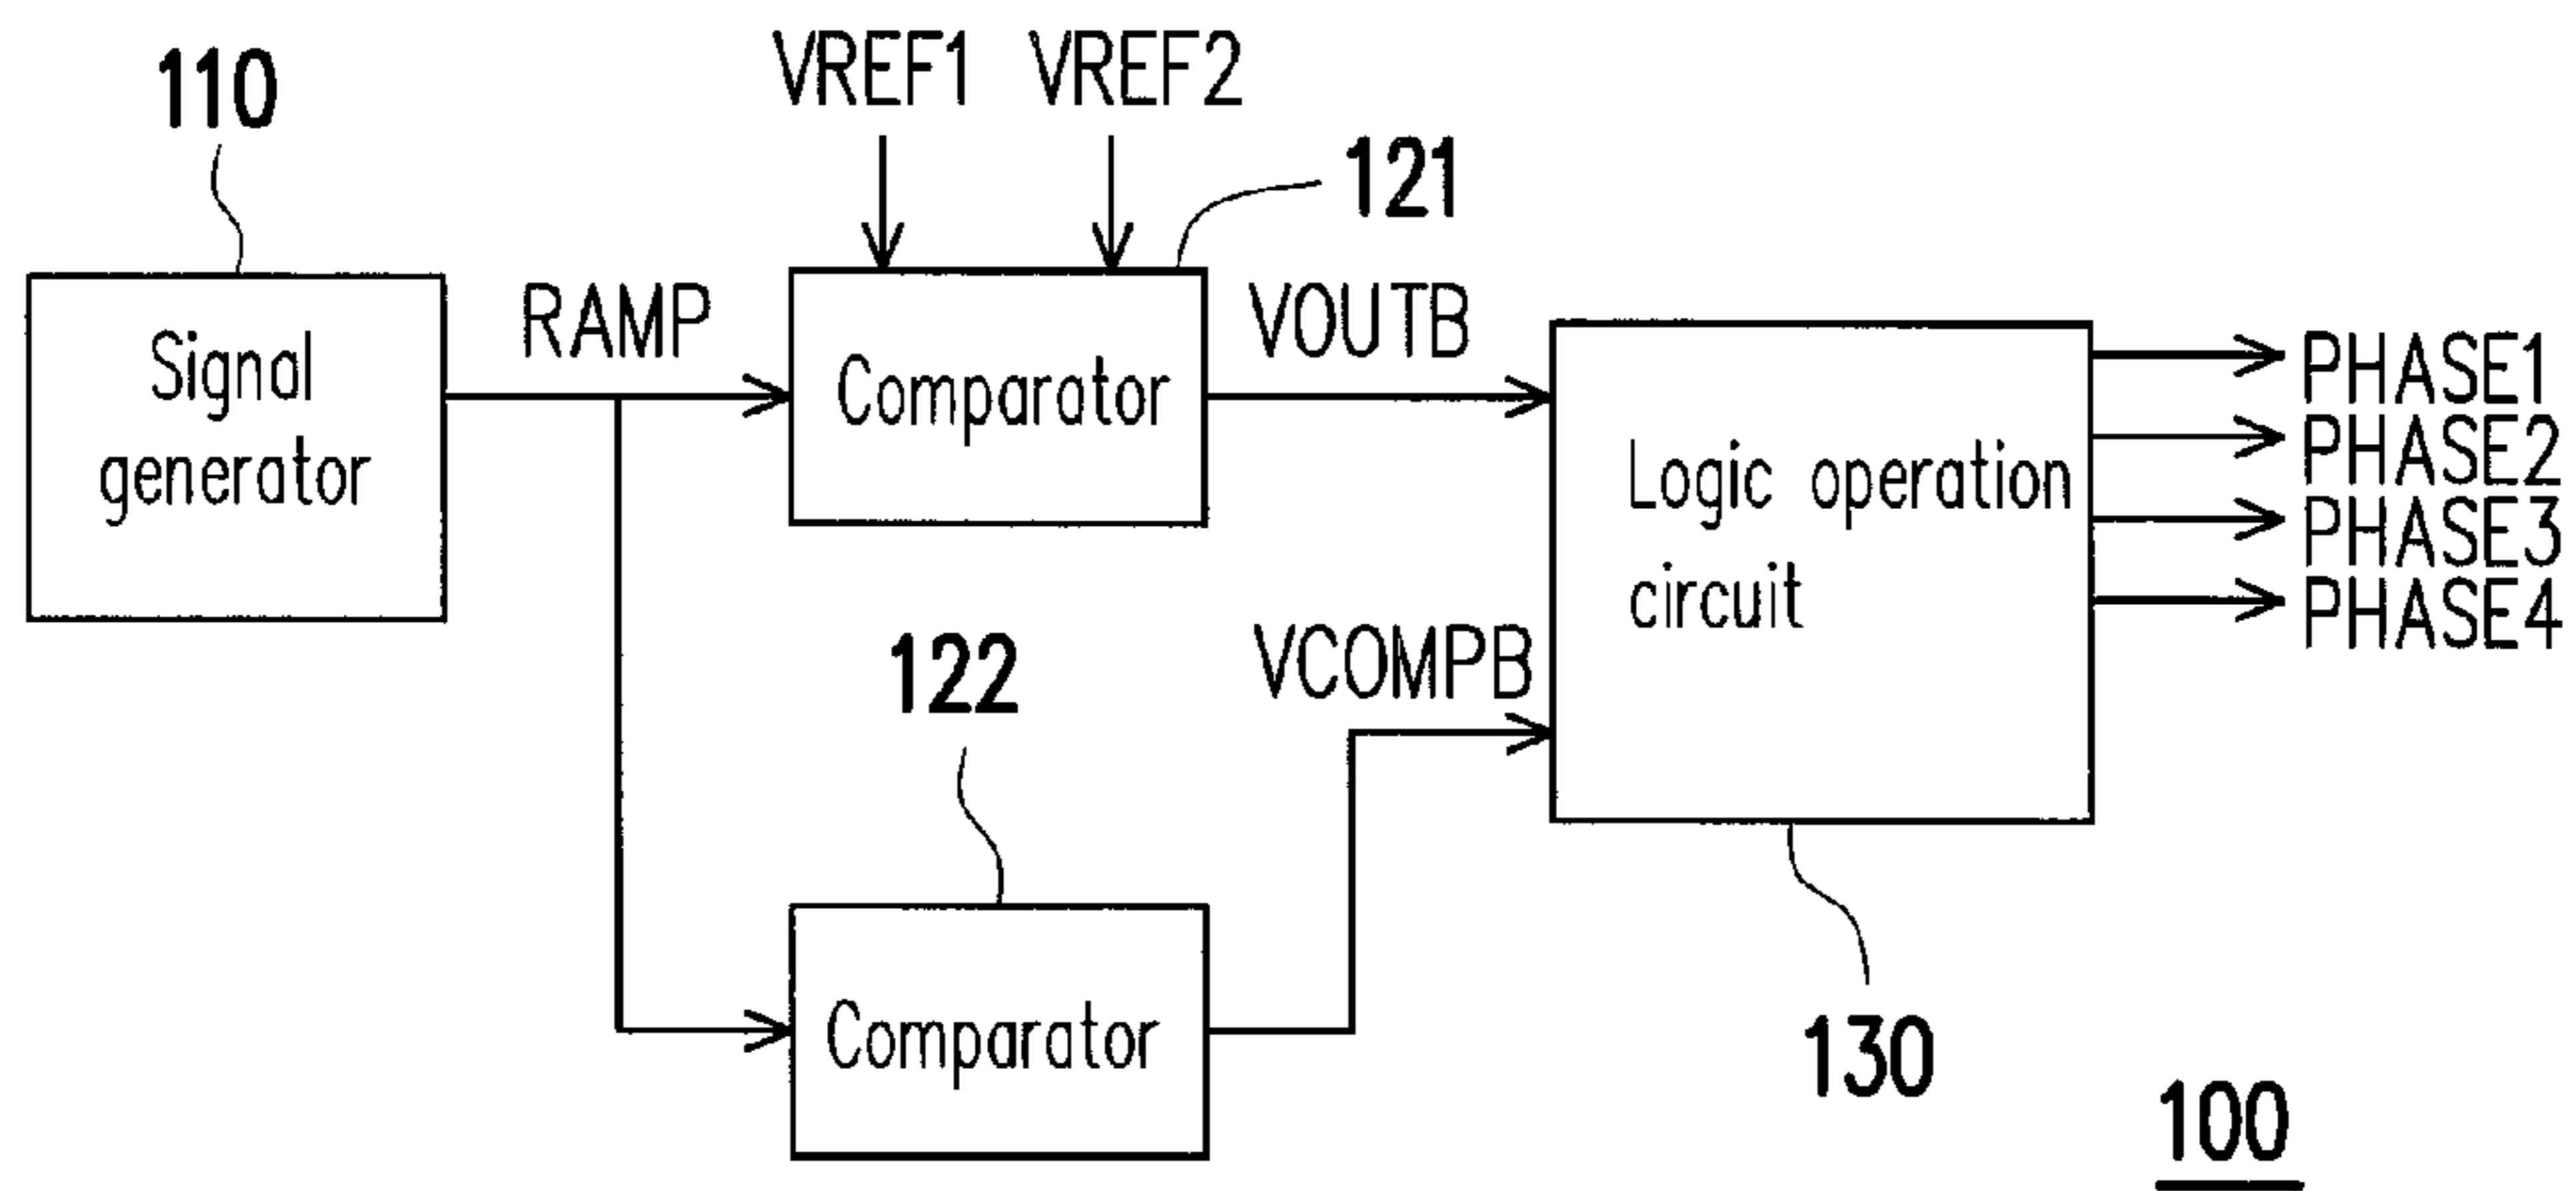 110
VREF1 VREF2
121
Signal
generator
RAMP
Comparator
VOUTB
Logic operation
circuit
PHASE1
PHASE2
PHASE3
PHASE4
122
VCOMPB
Comparator
130
100